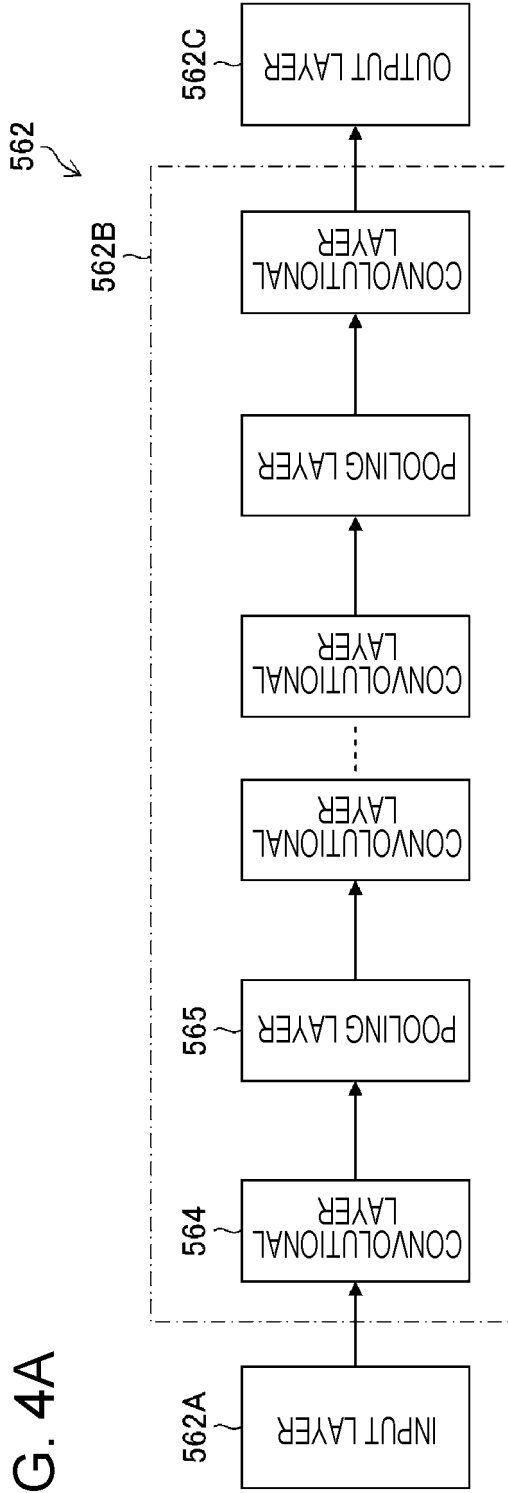 G. 4A
562
562A
INPUT LAYER
562B
564
CONVOLUTIONAL
LAYER
565
POOLING LAYER
CONVOLUTIONAL
LAYER
CONVOLUTIONAL
LAYER
POOLING LAYER
CONVOLUTIONAL
LAYER
562C
OUTPUT LAYER